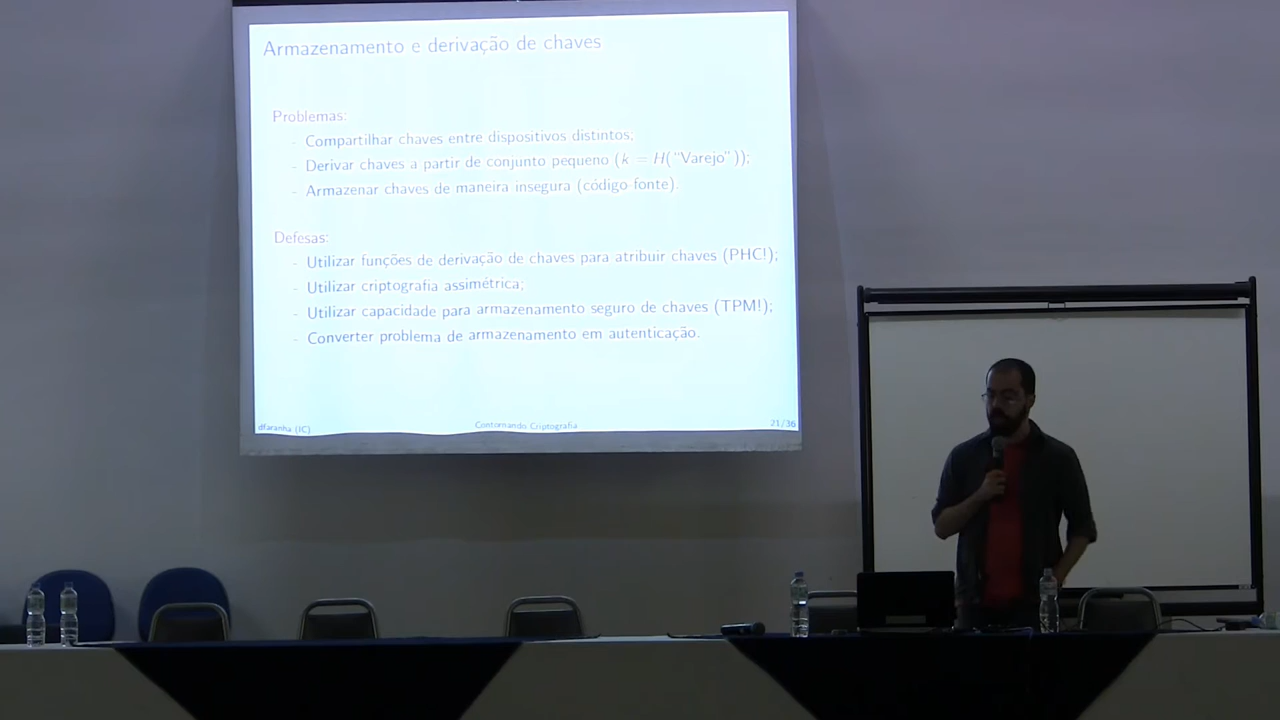 Armazenamento e derivação de chaves
Problemas:
- Compartilhar chaves entre dispositivos distintos;
- Derivar chaves a partir de conjunto pequeno (k = H("Varejo"));
- Armazenar chaves de maneira insegura (código-fonte).
Defesas:
- Utilizar funções de derivação de chaves para atribuir chaves (PHC!);
- Utilizar criptografia assimétrica;
- Utilizar capacidade para armazenamento seguro de chaves (TPM!);
- Converter problema de armazenamento em autenticação.
dfaranha (IC)
Contornando Criptografia
21/36